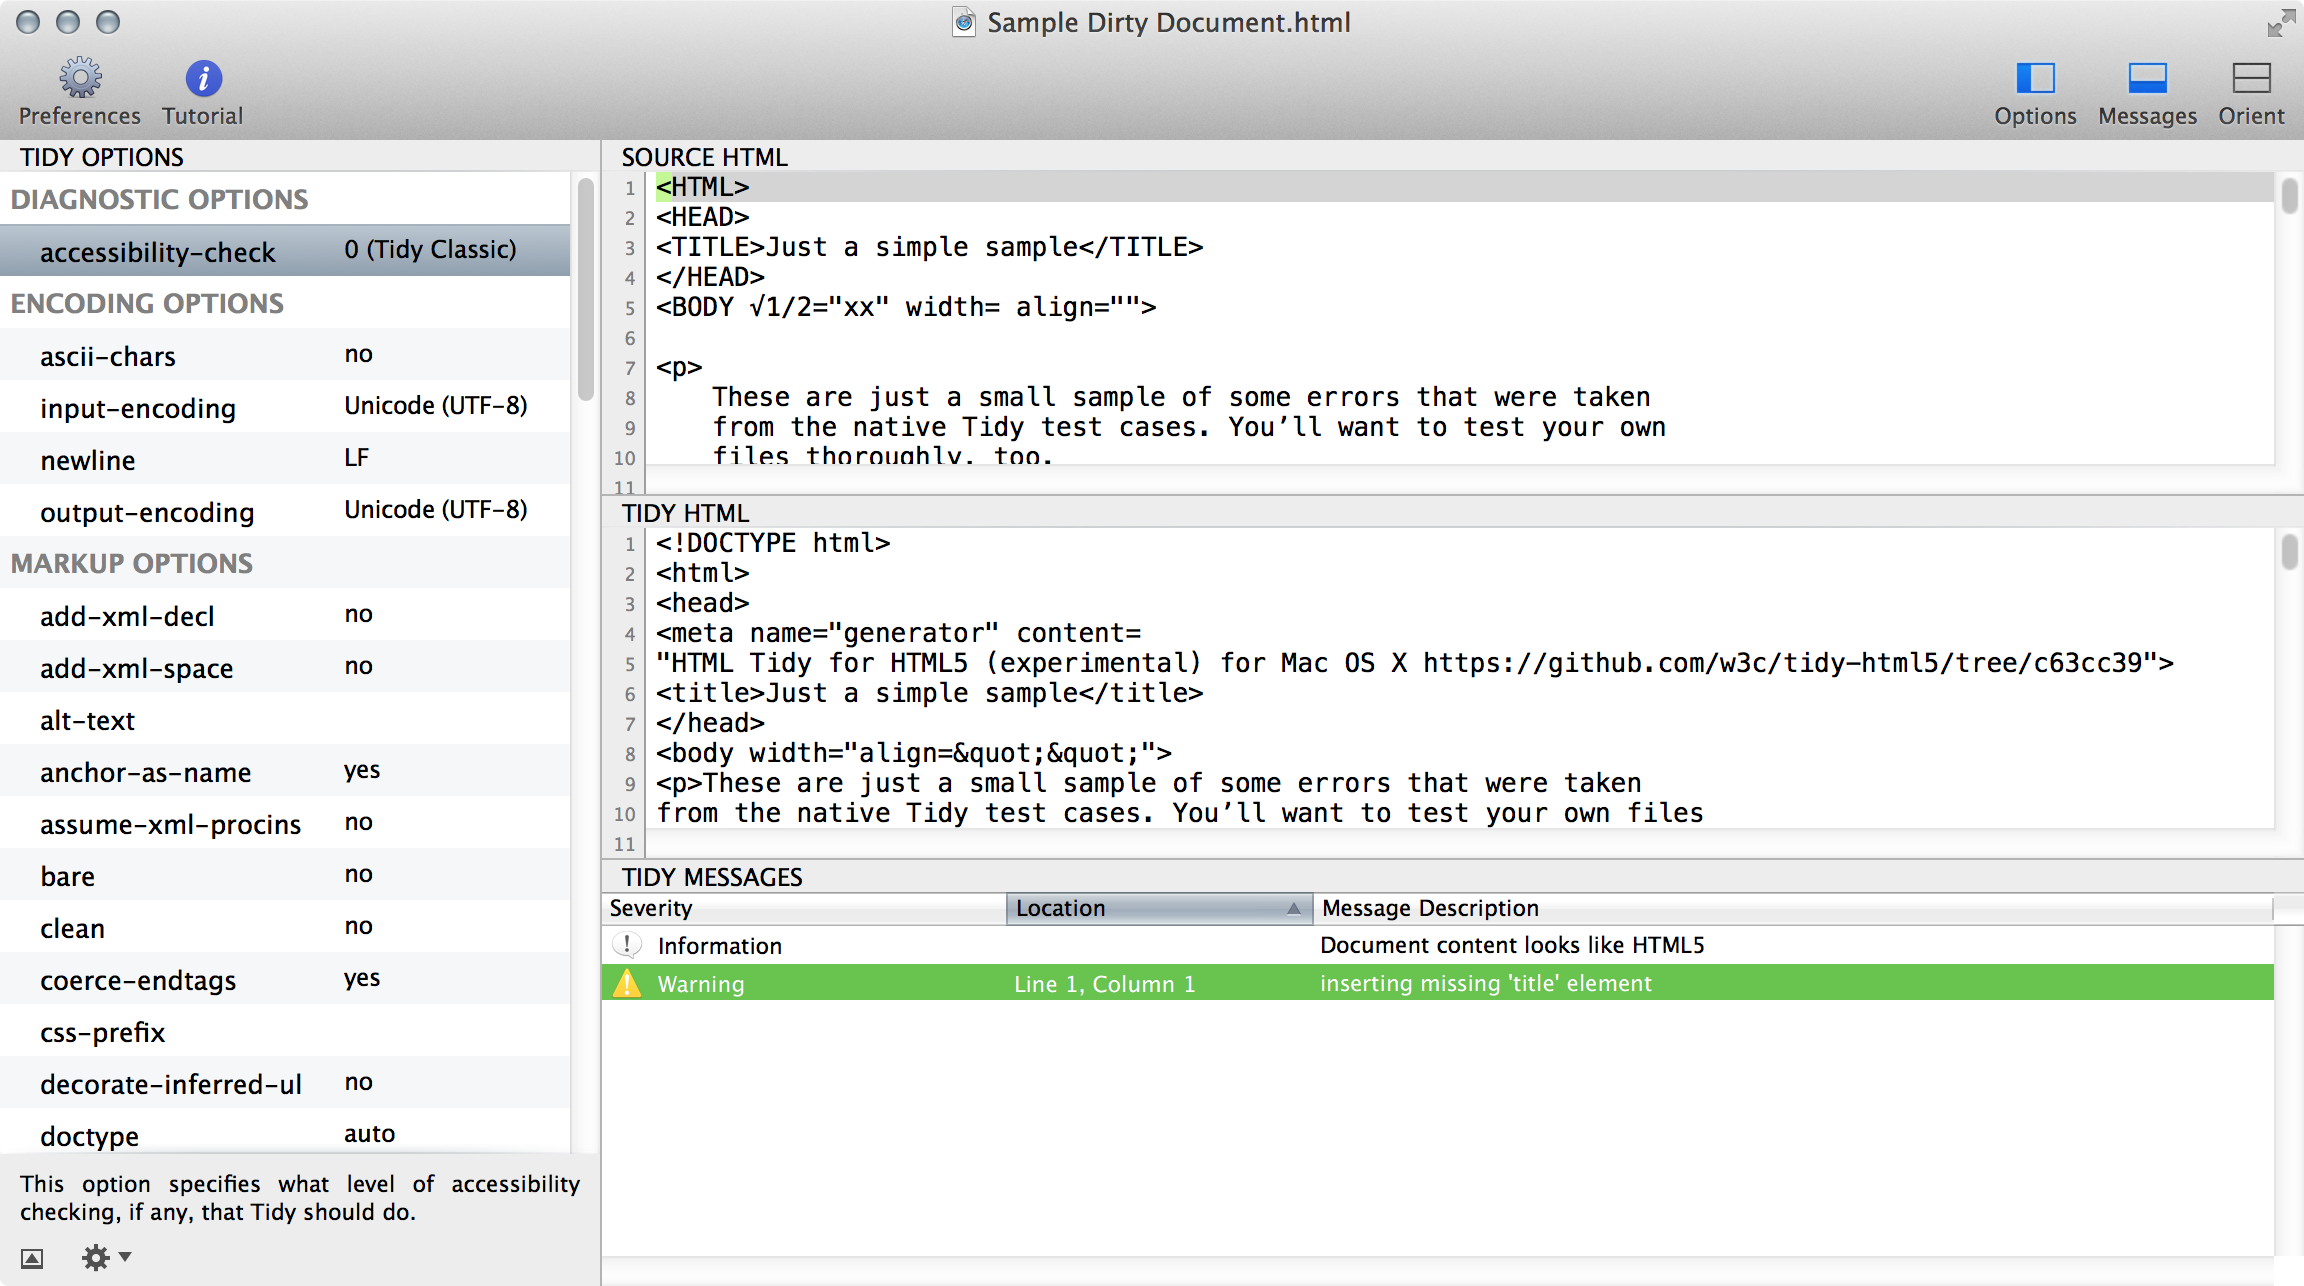 Sample Dirty Document.html
Preferences
Tutorial
Options
Messages
Orient
TIDY OPTIONS
DIAGNOSTIC OPTIONS
accessibility-check 0 (Tidy Classic)
ENCODING OPTIONS
ascii-chars no
input-encoding Unicode (UTF-8)
newline LF
output-encoding Unicode (UTF-8)
MARKUP OPTIONS
add-xml-decl no
add-xml-space no
alt-text
anchor-as-name yes
assume-xml-procins no
bare no
clean no
coerce-endtags yes
css-prefix
decorate-inferred-ul no
doctype auto
This option specifies what level of accessibility
checking, if any, that Tidy should do.
SOURCE HTML
1 <HTML>
2 <HEAD>
3 <TITLE>Just a simple sample</TITLE>
4 </HEAD>
5 <BODY √1/2="xx" width= align="">
6
7 <p>
8 These are just a small sample of some errors that were taken
9 from the native Tidy test cases. You’ll want to test your own
10 files thoroughly, too.
11
TIDY HTML
1 <!DOCTYPE html>
2 <html>
3 <head>
4 <meta name="generator" content=
5 "HTML Tidy for HTML5 (experimental) for Mac OS X https://github.com/w3c/tidy-html5/tree/c63cc39">
6 <title>Just a simple sample</title>
7 </head>
8 <body width="align=&quot;&quot;">
9 <p>These are just a small sample of some errors that were taken
10 from the native Tidy test cases. You’ll want to test your own files
11
TIDY MESSAGES
Severity Location Message Description
Information Document content looks like HTML5
Warning Line 1, Column 1 inserting missing 'title' element